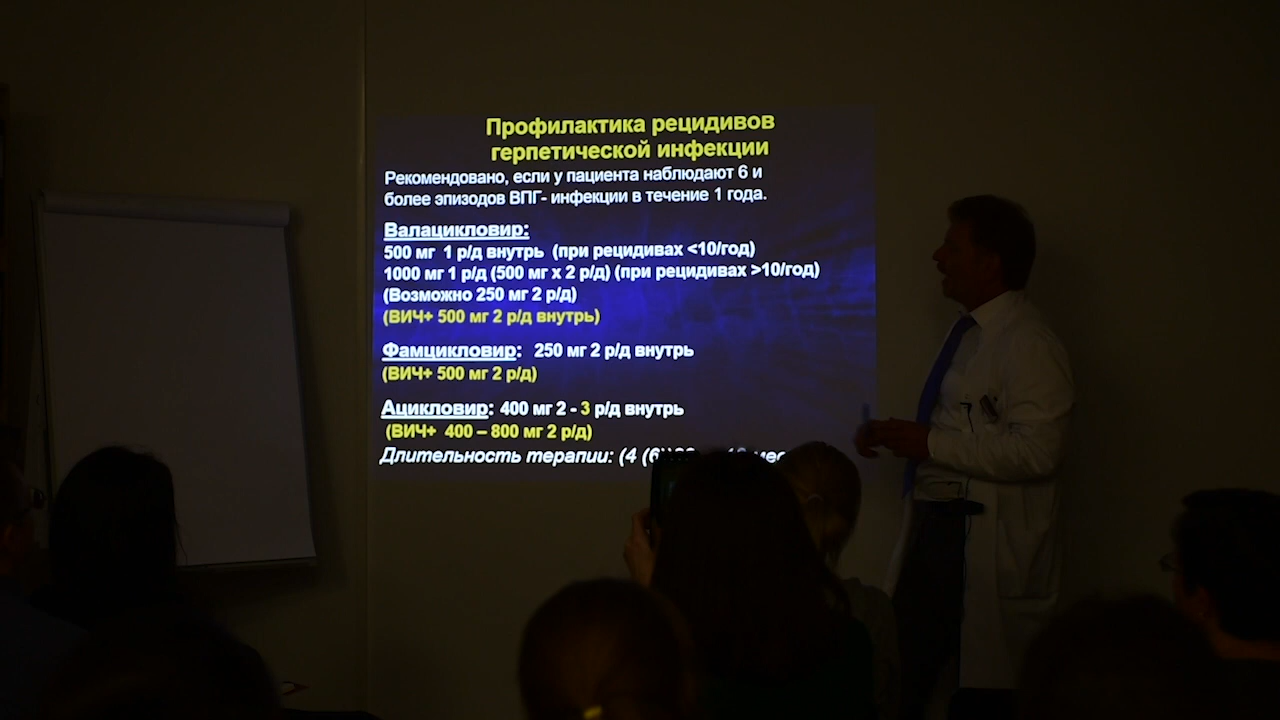 Профилактика рецидивов
герпетической инфекции
Рекомендовано, если у пациента наблюдают 6 и
более эпизодов ВПГ- инфекции в течение 1 года.
Валацикловир:
500 мг 1 р/д внутрь (при рецидивах <10/год)
1000 мг 1 р/д (500 мг х 2 р/д) (при рецидивах >10/год)
(Возможно 250 мг 2 р/д)
(ВИЧ+ 500 мг 2 р/д внутрь)
Фамцикловир: 250 мг 2 р/д внутрь
(ВИЧ+ 500 мг 2 р/д)
Ацикловир: 400 мг 2 - 3 р/д внутрь
(ВИЧ+ 400 – 800 мг 2 р/д)
Длительность терапии: (4 (6)